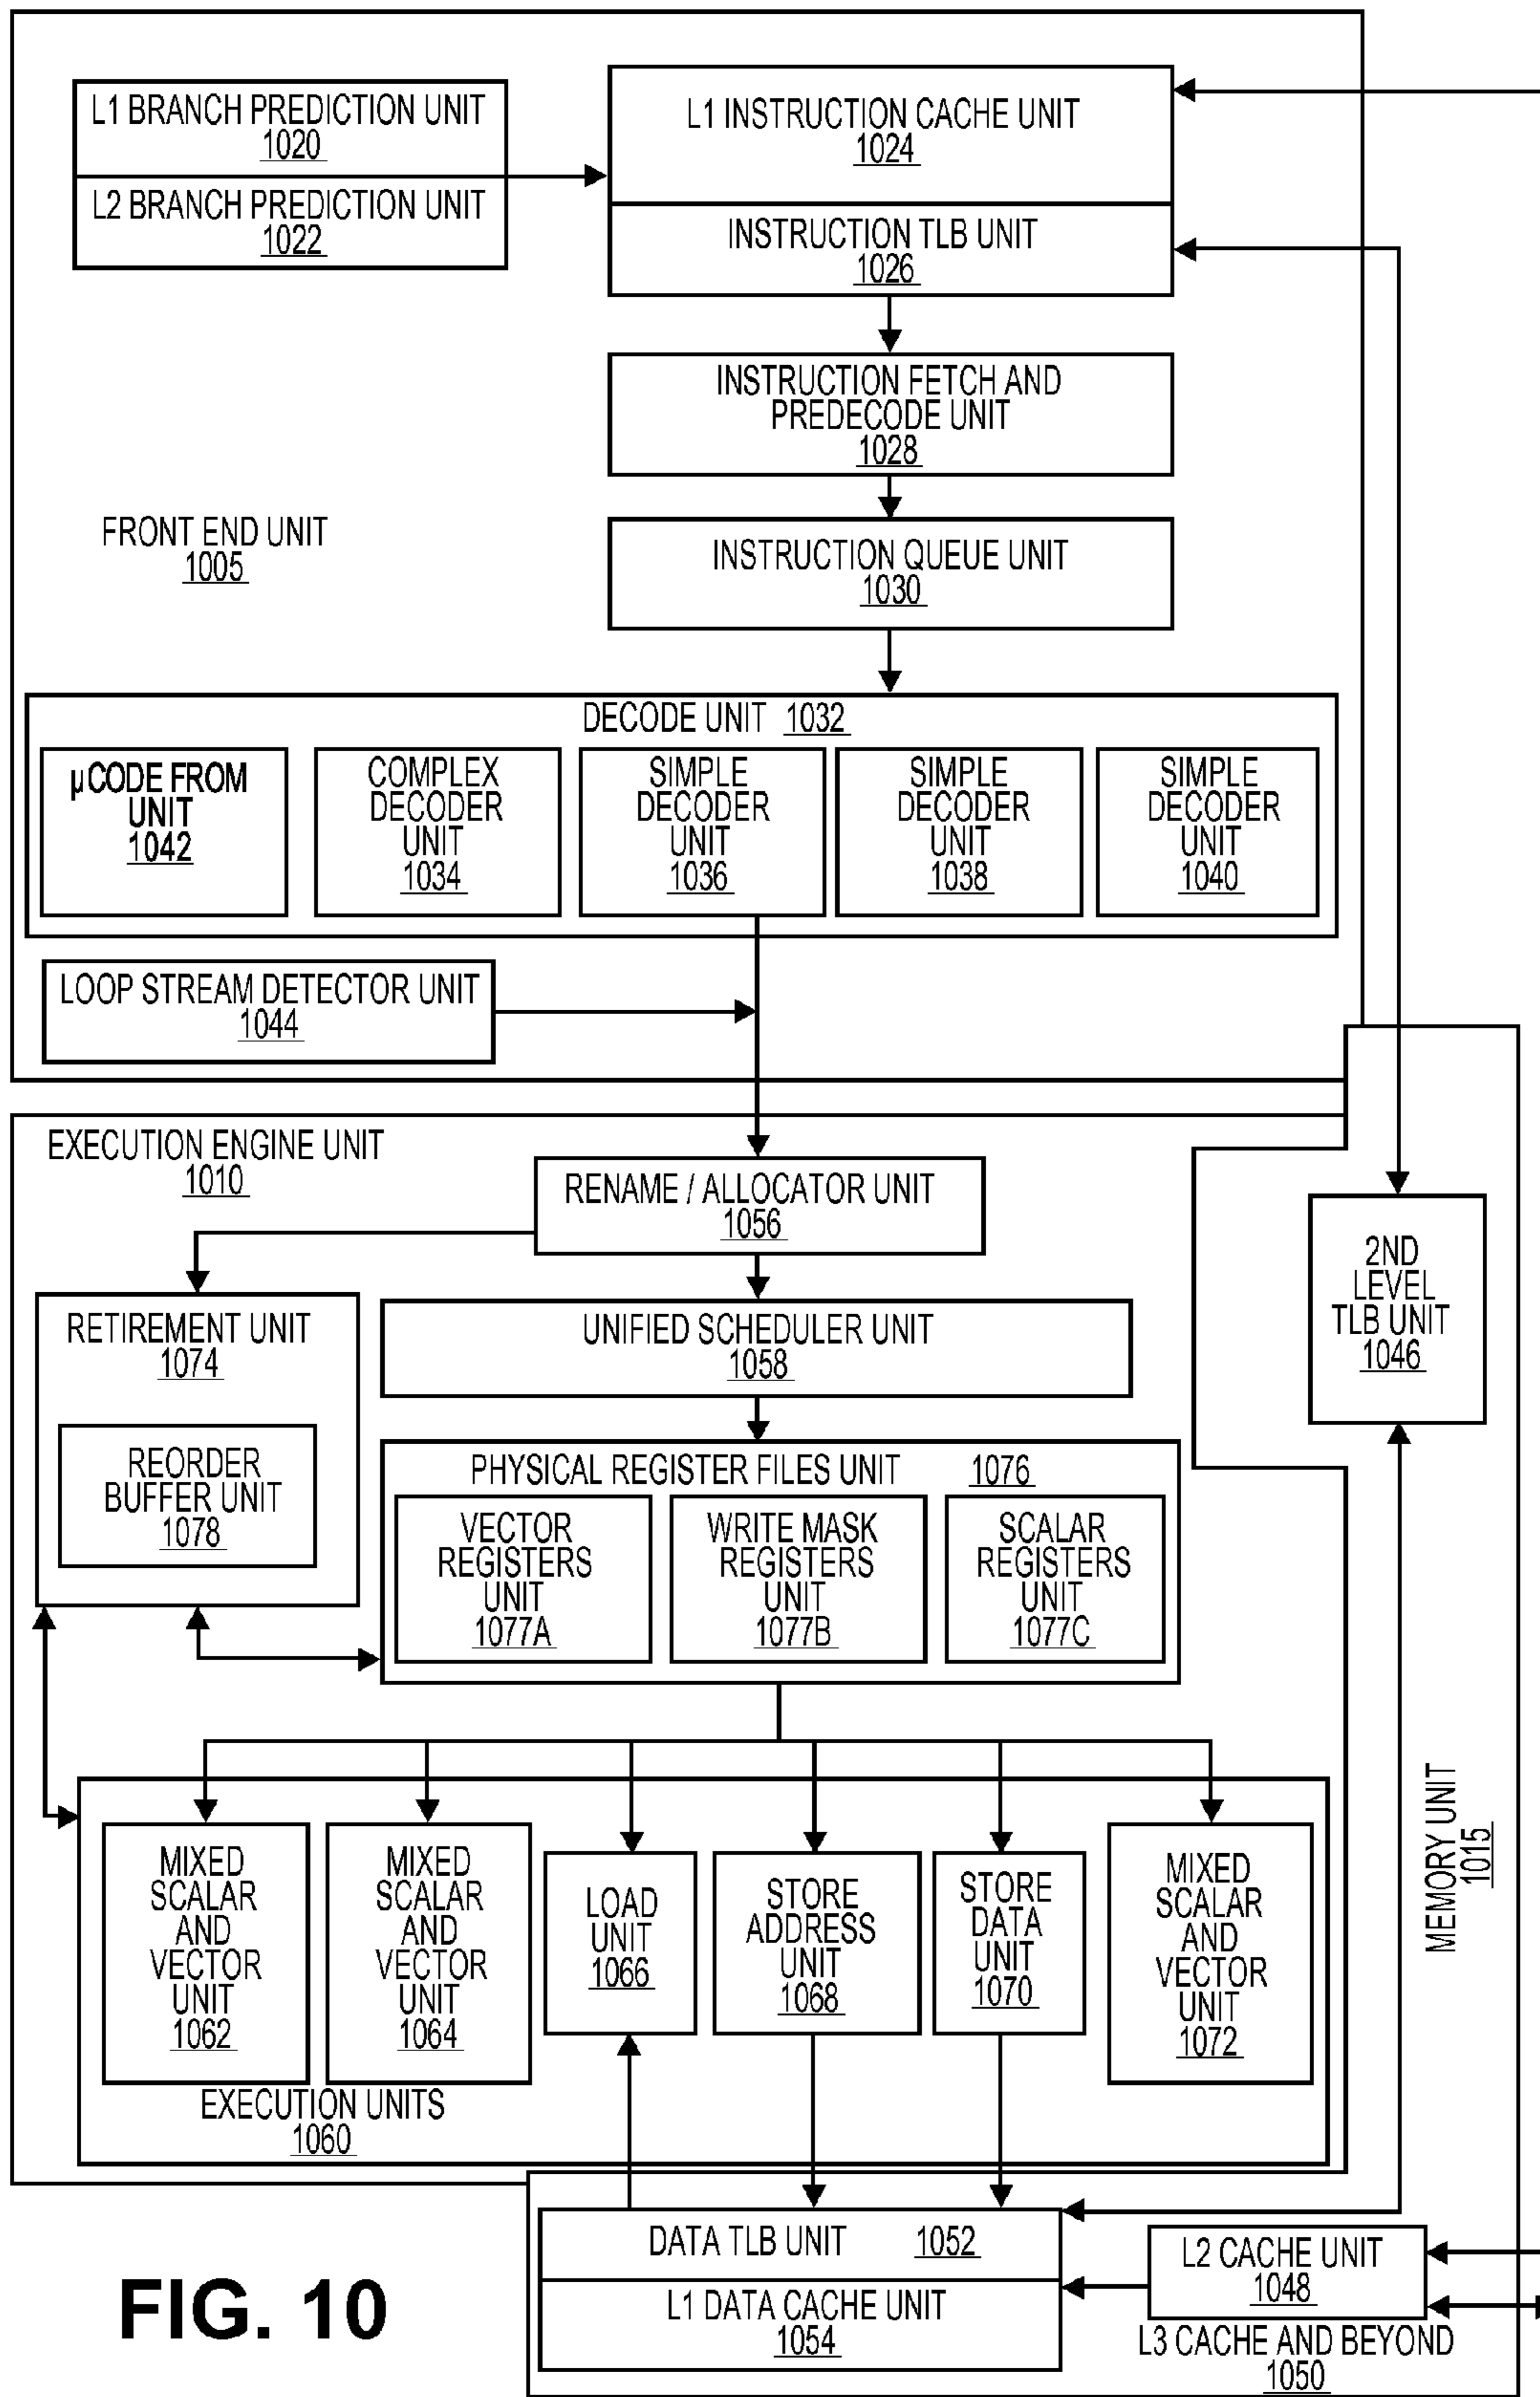 L1 BRANCH PREDICTION UNIT
1020
L2 BRANCH PREDICTION UNIT
1022
L1 INSTRUCTION CACHE UNIT
1024
INSTRUCTION TLB UNIT
1026
INSTRUCTION FETCH AND
PREDECODE UNIT
1028
FRONT END UNIT
1005
INSTRUCTION QUEUE UNIT
1030
DECODE UNIT 1032
µCODE FROM
UNIT
1042
COMPLEX
DECODER
UNIT
1034
SIMPLE
DECODER
UNIT
1036
SIMPLE
DECODER
UNIT
1038
SIMPLE
DECODER
UNIT
1040
LOOP STREAM DETECTOR UNIT
1044
EXECUTION ENGINE UNIT
1010
RENAME / ALLOCATOR UNIT
1056
2ND
LEVEL
TLB UNIT
1046
RETIREMENT UNIT
1074
UNIFIED SCHEDULER UNIT
1058
REORDER
BUFFER UNIT
1078
PHYSICAL REGISTER FILES UNIT 1076
VECTOR
REGISTERS
UNIT
1077A
WRITE MASK
REGISTERS
UNIT
1077B
SCALAR
REGISTERS
UNIT
1077C
MEMORY UNIT
1015
MIXED
SCALAR
AND
VECTOR
UNIT
1062
MIXED
SCALAR
AND
VECTOR
UNIT
1064
LOAD
UNIT
1066
STORE
ADDRESS
UNIT
1068
STORE
DATA
UNIT
1070
MIXED
SCALAR
AND
VECTOR
UNIT
1072
EXECUTION UNITS
1060
DATA TLB UNIT 1052
L1 DATA CACHE UNIT
1054
L2 CACHE UNIT
1048
L3 CACHE AND BEYOND
1050
FIG. 10